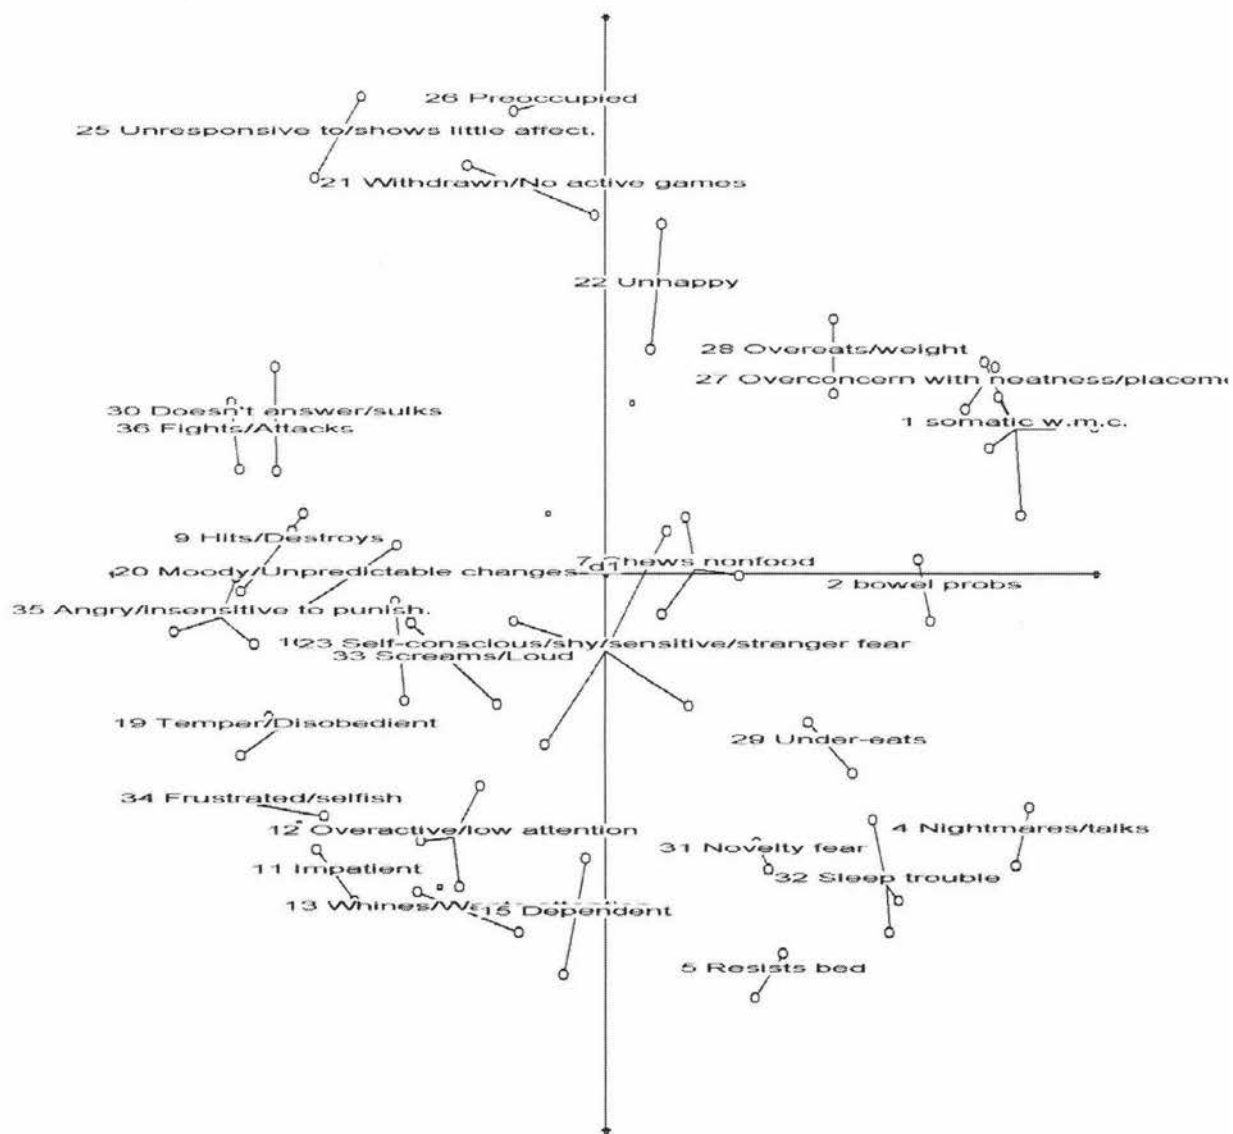 26 Preoccupied
25 Unresponsive to/shows little affect.
21 Withdrawn/No active games
22 Unhappy
28 Overeats/weight
27 Overconcern with neatness/placeme
30 Doesn't answer/sulks
36 Fights/Attacks
1 somatic w.m.c.
9 Hits/Destroys
7 Chews nonfood
20 Moody/Unpredictable changes d1
2 bowel probs
35 Angry/insensitive to punish.
23 Self-conscious/shy/sensitive/stranger fear
33 Screams/Loud
19 Temper/Disobedient
29 Under-eats
34 Frustrated/selfish
12 Overactive/low attention
4 Nightmares/talks
31 Novelty fear
11 Impatient
32 Sleep trouble
13 Whines/
15 Dependent
5 Resists bed